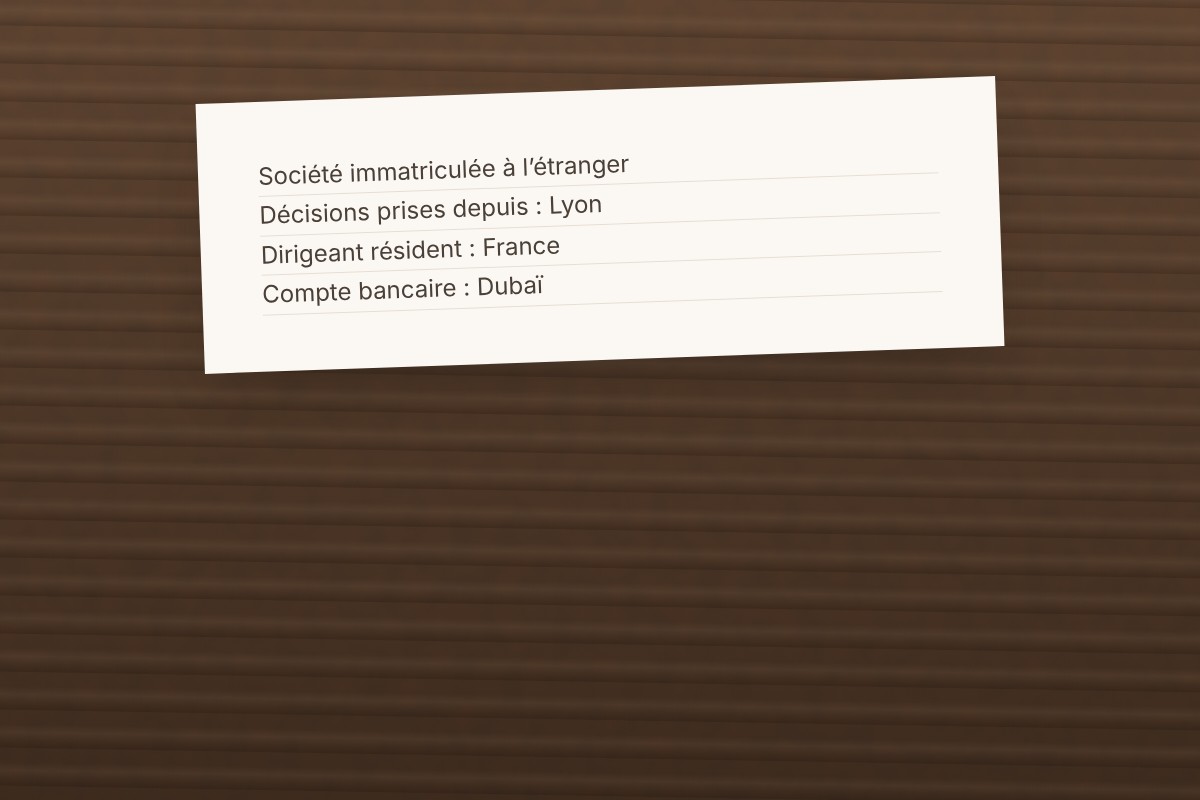 Société immatriculée à l’étranger
Décisions prises depuis : Lyon
Dirigeant résident : France
Compte bancaire : Dubaï